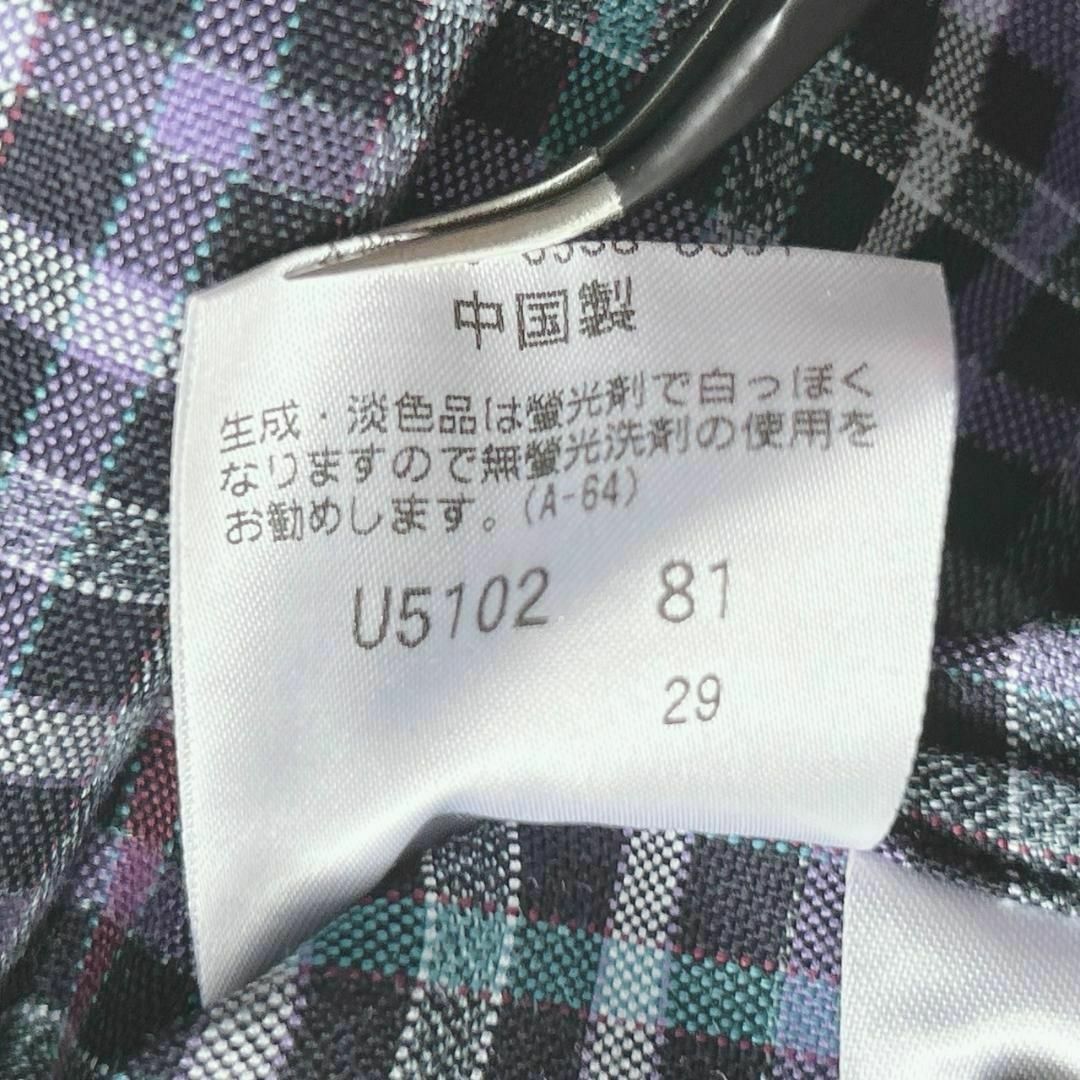 中国製
生成・淡色品は螢光剤で白っぽく
なりますので無螢光洗剤の使用を
お勧めします。(A-64)
U5102 81
29